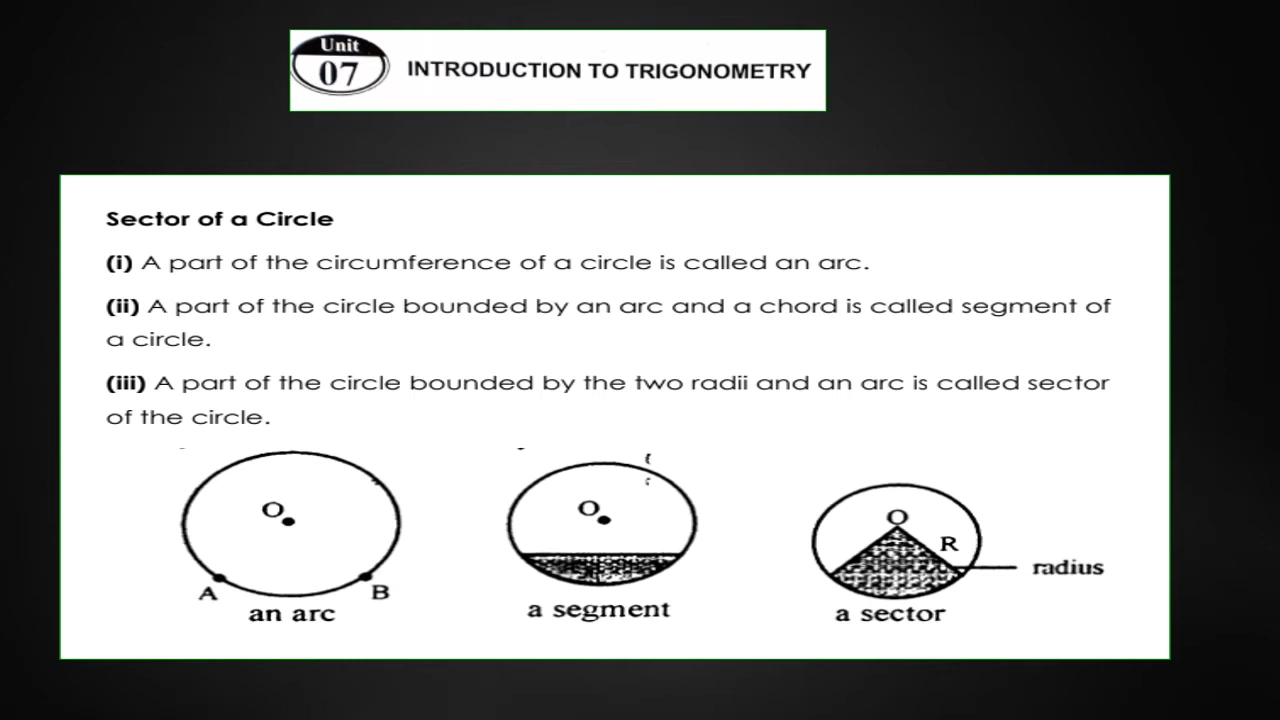 Unit
07
INTRODUCTION TO TRIGONOMETRY
Sector of a Circle
(i) A part of the circumference of a circle is called an arc.
(ii) A part of the circle bounded by an arc and a chord is called segment of
a circle.
(iii) A part of the circle bounded by the two radii and an arc is called sector
of the circle.
O
A
B
an arc
O
a segment
O
R
radius
a sector